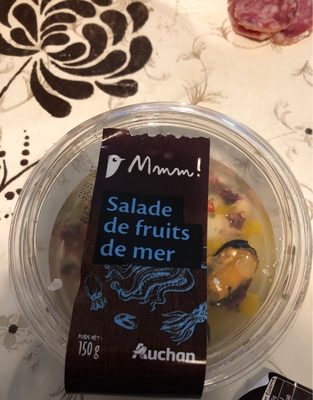 Mmm!
Salade
de fruits
de mer
POIDS NET :
150 g
Auchan